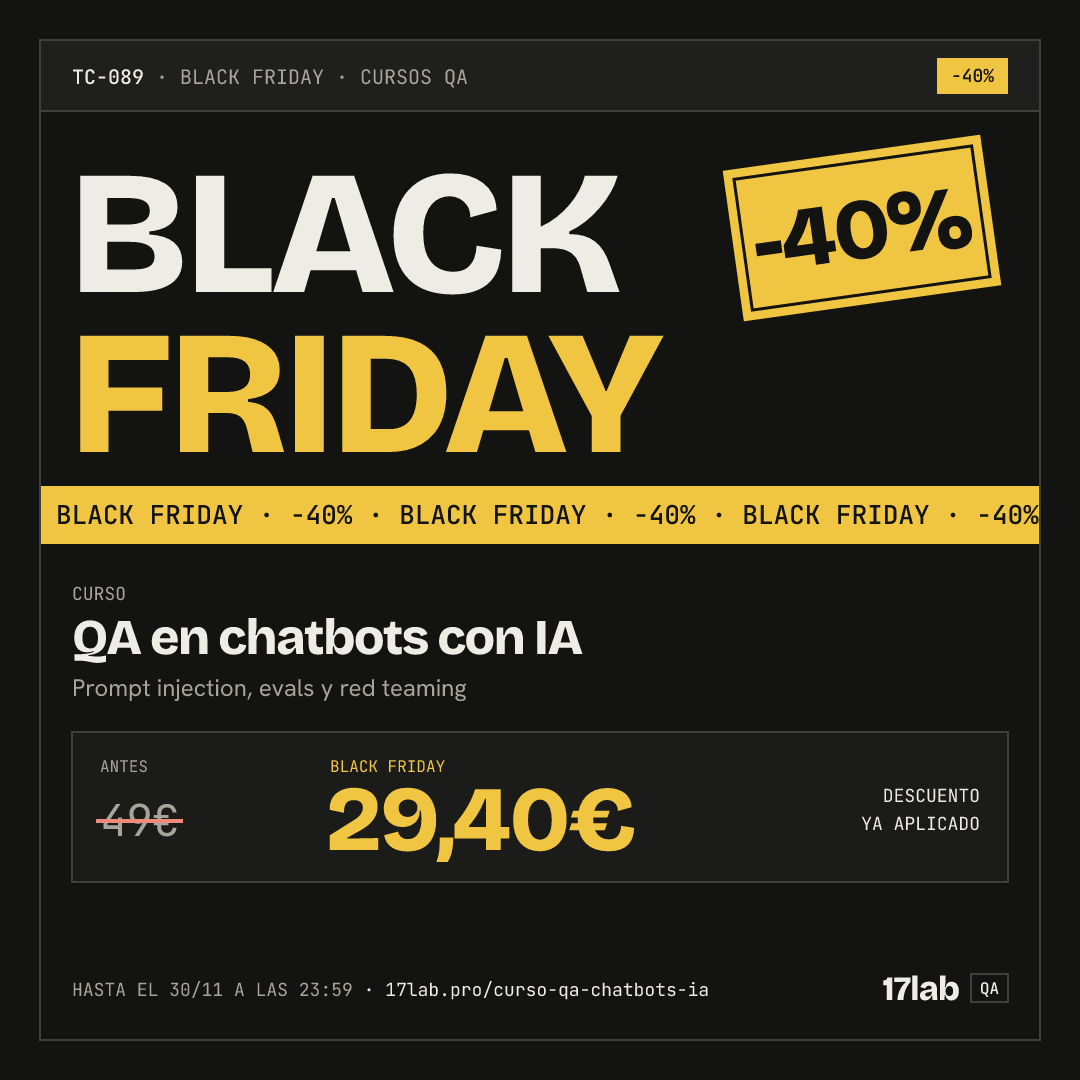 TC-089 · BLACK FRIDAY · CURSOS QA
-40%
BLACK
-40%
FRIDAY
BLACK FRIDAY · -40% · BLACK FRIDAY · -40% · BLACK FRIDAY · -40%
CURSO
QA en chatbots con IA
Prompt injection, evals y red teaming
ANTES
49€
BLACK FRIDAY
29,40€
DESCUENTO
YA APLICADO
HASTA EL 30/11 A LAS 23:59 · 17lab.pro/curso-qa-chatbots-ia
17lab QA